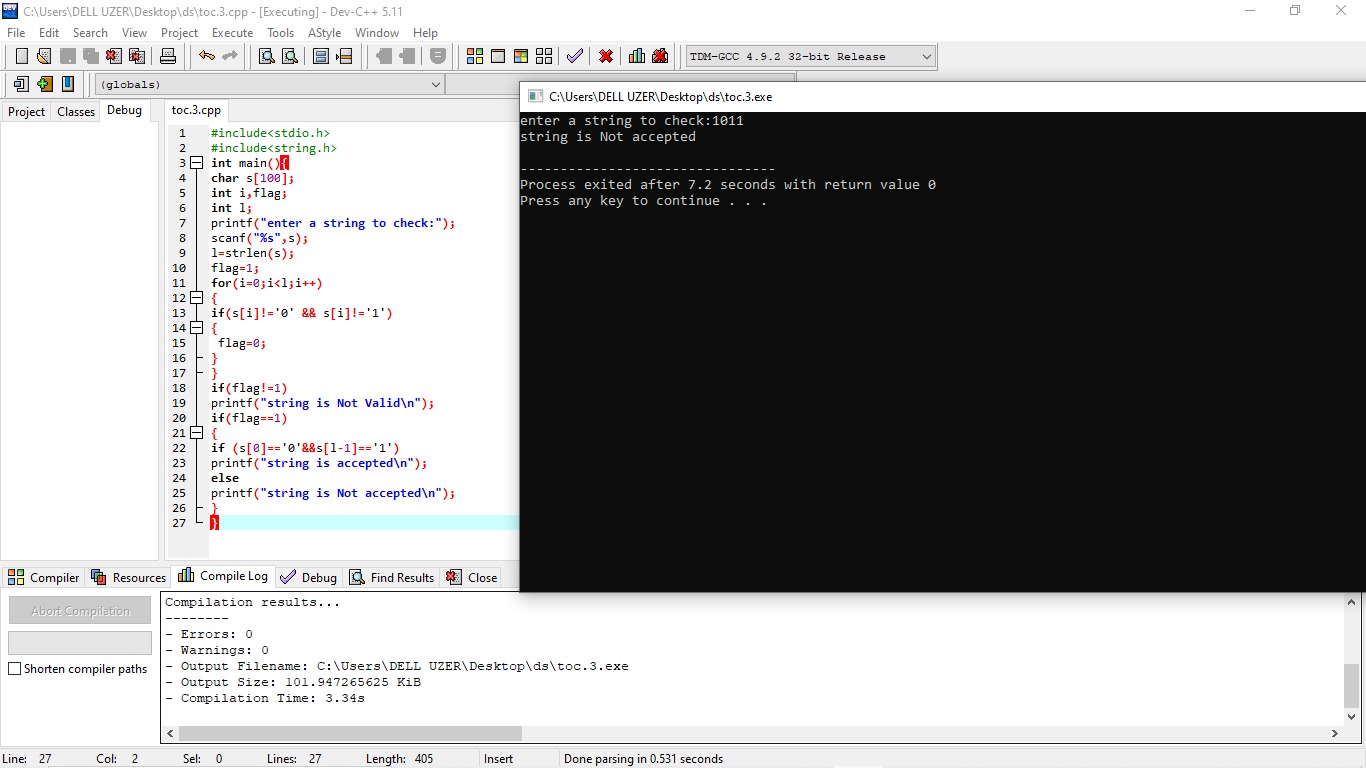 C:\Users\DELL UZER\Desktop\ds\toc.3.cpp - [Executing] - Dev-C++ 5.11
File Edit Search View Project Execute Tools AStyle Window Help
TDM-GCC 4.9.2 32-bit Release
(globals)
Project Classes Debug
toc.3.cpp
1 #include<stdio.h>
2 #include<string.h>
3 int main(){
4 char s[100];
5 int i,flag;
6 int l;
7 printf("enter a string to check:");
8 scanf("%s",s);
9 l=strlen(s);
10 flag=1;
11 for(i=0;i<l;i++)
12 {
13 if(s[i]!='0' && s[i]!='1')
14 {
15 flag=0;
16 }
17 }
18 if(flag!=1)
19 printf("string is Not Valid\n");
20 if(flag==1)
21 {
22 if (s[0]=='0'&&s[l-1]=='1')
23 printf("string is accepted\n");
24 else
25 printf("string is Not accepted\n");
26 }
27 }
C:\Users\DELL UZER\Desktop\ds\toc.3.exe
enter a string to check:1011
string is Not accepted
--------------------------------
Process exited after 7.2 seconds with return value 0
Press any key to continue . . .
Compiler Resources Compile Log Debug Find Results Close
Abort Compilation
Shorten compiler paths
Compilation results...
--------
- Errors: 0
- Warnings: 0
- Output Filename: C:\Users\DELL UZER\Desktop\ds\toc.3.exe
- Output Size: 101.947265625 KiB
- Compilation Time: 3.34s
Line: 27 Col: 2 Sel: 0 Lines: 27 Length: 405 Insert Done parsing in 0.531 seconds